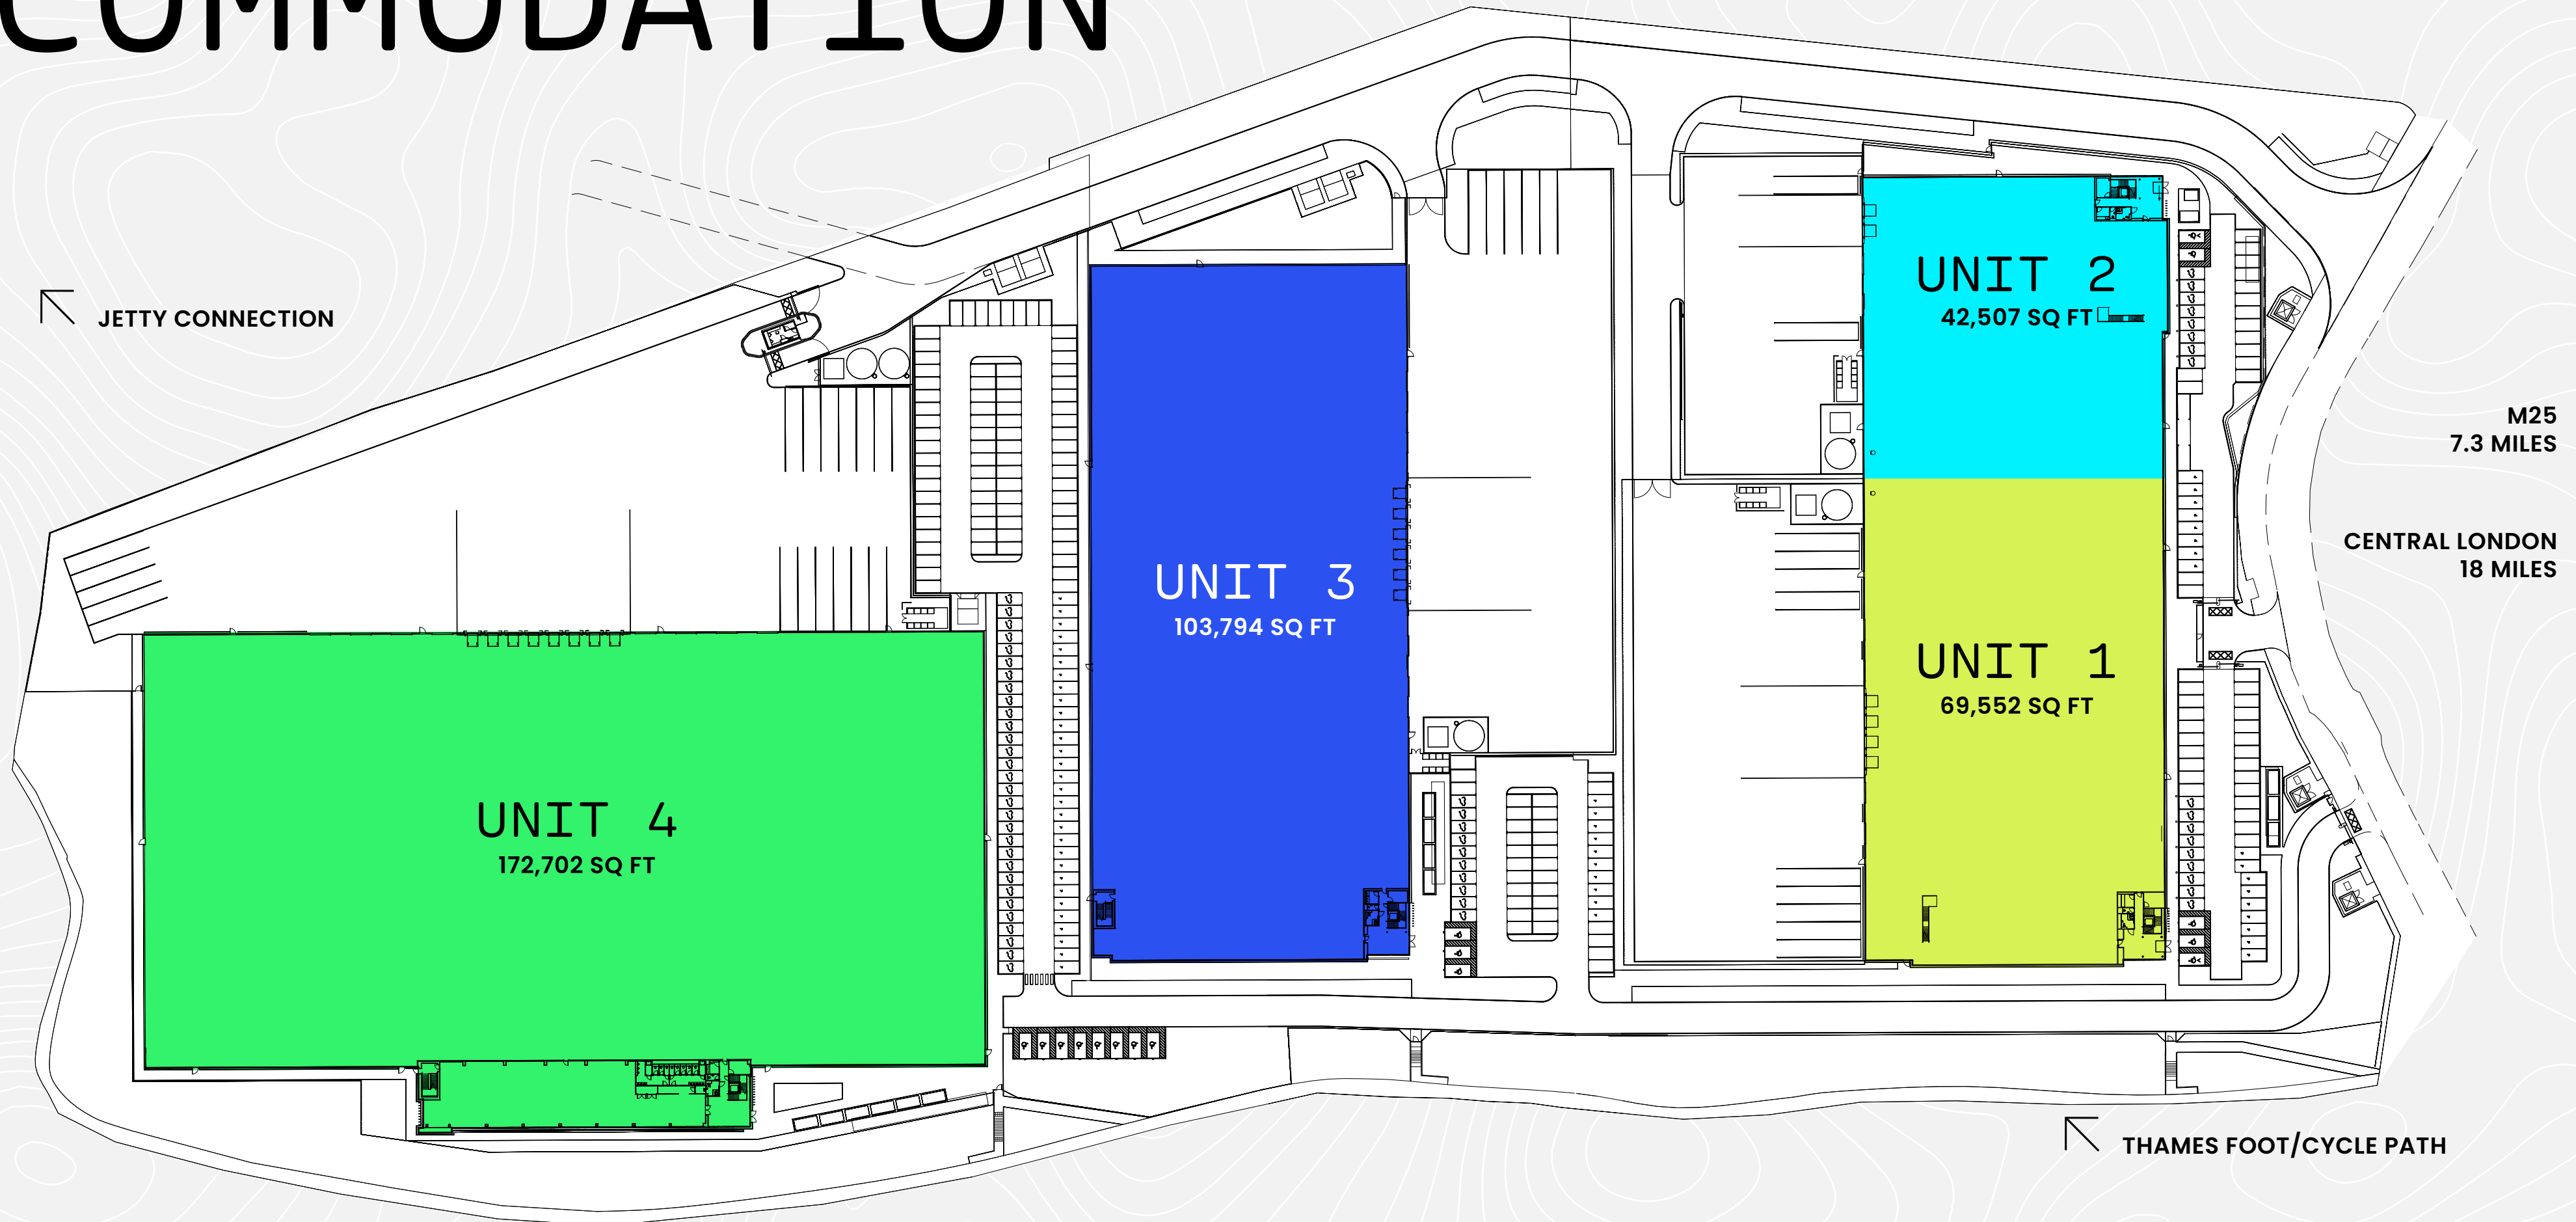 COMMODATION
JETTY CONNECTION
UNIT 2
42,507 SQ FT
M25
7.3 MILES
CENTRAL LONDON
18 MILES
UNIT 3
103,794 SQ FT
UNIT 1
69,552 SQ FT
UNIT 4
172,702 SQ FT
THAMES FOOT/CYCLE PATH